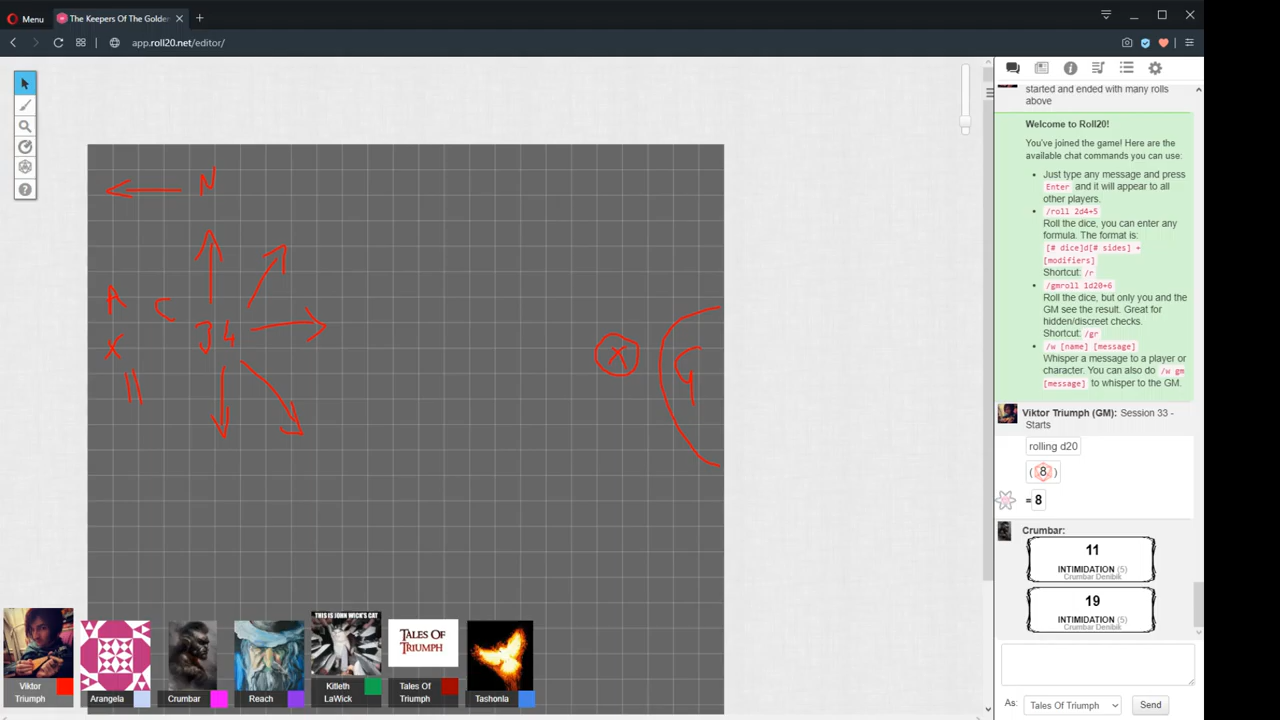 Menu
The Keepers Of The Golden
app.roll20.net/editor/
N
A C
34
X
X
started and ended with many rolls
above
Welcome to Roll20!
You've joined the game! Here are the
available chat commands you can use:
Just type any message and press
Enter and it will appear to all
other players.
/roll 2d4+5
Roll the dice, you can enter any
formula. The format is:
[# dice]d[# sides] +
[modifiers]
Shortcut: /r
/gmroll 1d20+6
Roll the dice, but only you and the
GM see the result. Great for
hidden/discreet checks.
Shortcut: /gr
/w [name] [message]
Whisper a message to a player or
character. You can also do /w gm
[message] to whisper to the GM.
Viktor Triumph (GM): Session 33 -
Starts
rolling d20
(8)
=8
Crumbar:
11
INTIMIDATION (5)
Crumbar Denibik
19
INTIMIDATION (5)
Crumbar Denibik
As: Tales Of Triumph Send
THIS IS JOHN WICK'S CAT
TALES OF
TRIUMPH
Viktor
Triumph
Arangela
Crumbar
Reach
Killeth
LaWick
Tales Of
Triumph
Tashonla